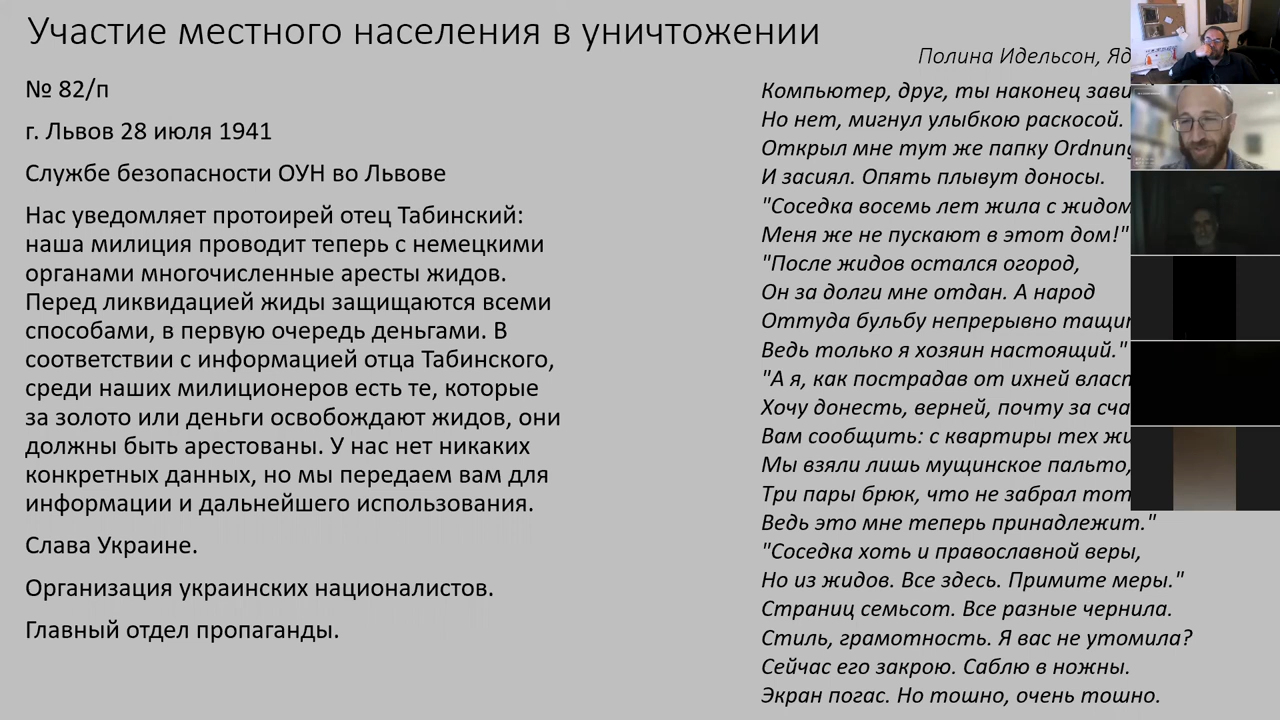 Участие местного населения в уничтожении
№ 82/п
г. Львов 28 июля 1941
Службе безопасности ОУН во Львове
Нас уведомляет протоирей отец Табинский:
наша милиция проводит теперь с немецкими
органами многочисленные аресты жидов.
Перед ликвидацией жиды защищаются всеми
способами, в первую очередь деньгами. В
соответствии с информацией отца Табинского,
среди наших милиционеров есть те, которые
за золото или деньги освобождают жидов, они
должны быть арестованы. У нас нет никаких
конкретных данных, но мы передаем вам для
информации и дальнейшего использования.
Слава Украине.
Организация украинских националистов.
Главный отдел пропаганды.
Полина Идельсон,
Компьютер, друг, ты наконец
Но нет, мигнул улыбкою раскосой.
Открыл мне тут же папку Ordnung
И засиял. Опять плывут доносы.
"Соседка восемь лет жила с жидом
Меня же не пускают в этот дом!"
"После жидов остался огород,
Он за долги мне отдан. А народ
Оттуда бульбу непрерывно
Ведь только я хозяин настоящий."
"А я, как пострадав от ихней
Хочу донесть, верней, почту за
Вам сообщить: с квартиры тех
Мы взяли лишь мущинское пальто,
Три пары брюк, что не забрал тот
Ведь это мне теперь принадлежит."
"Соседка хоть и православной веры,
Но из жидов. Все здесь. Примите меры."
Страниц семьсот. Все разные чернила.
Стиль, грамотность. Я вас не утомила?
Сейчас его закрою. Саблю в ножны.
Экран погас. Но тошно, очень тошно.